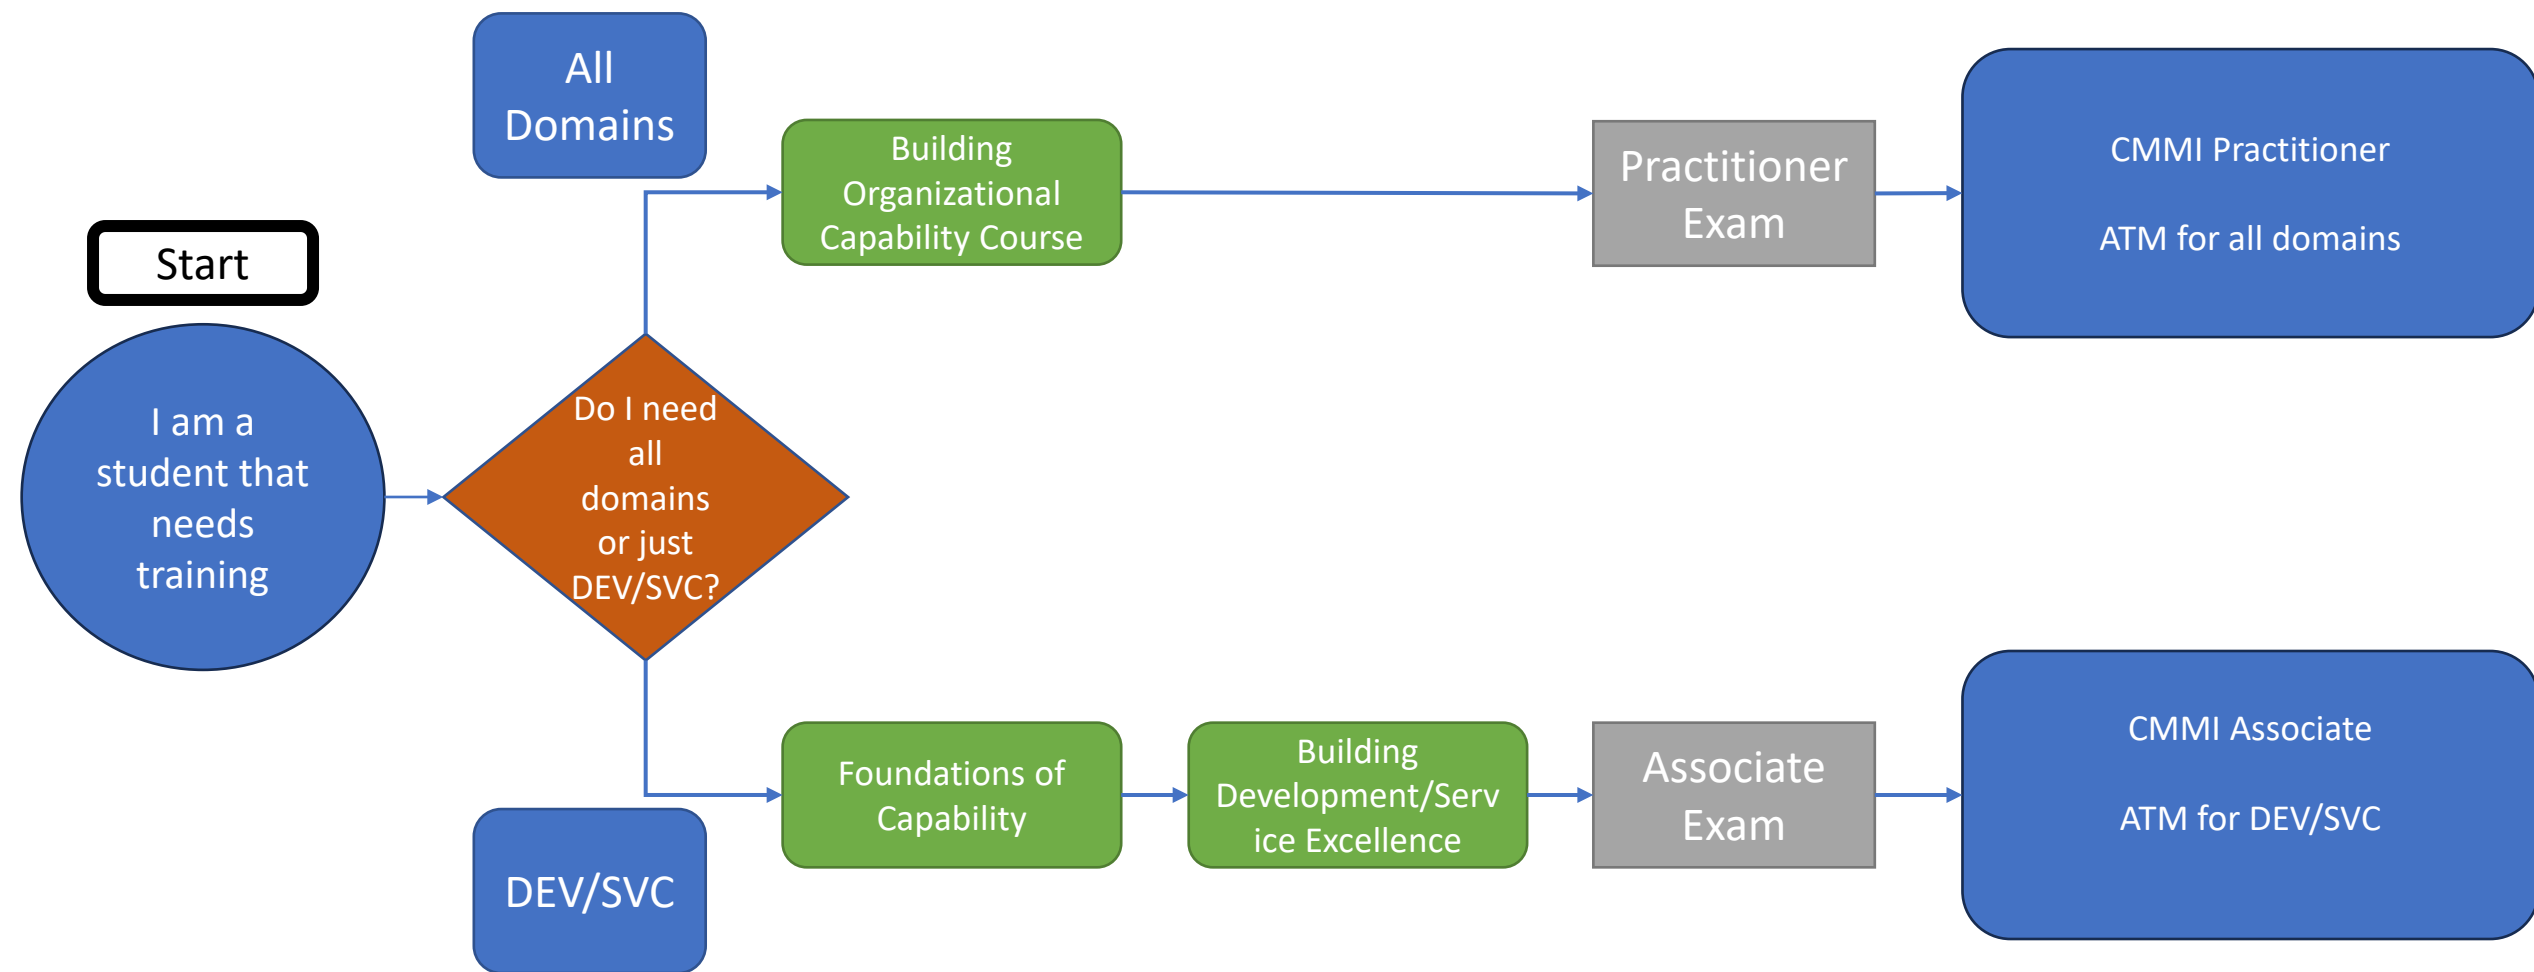 Start
I am a
student that
needs
training
Do I need
all
domains
or just
DEV/SVC?
All
Domains
Building
Organizational
Capability Course
Practitioner
Exam
CMMI Practitioner
ATM for all domains
DEV/SVC
Foundations of
Capability
Building
Development/Serv
ice Excellence
Associate
Exam
CMMI Associate
ATM for DEV/SVC